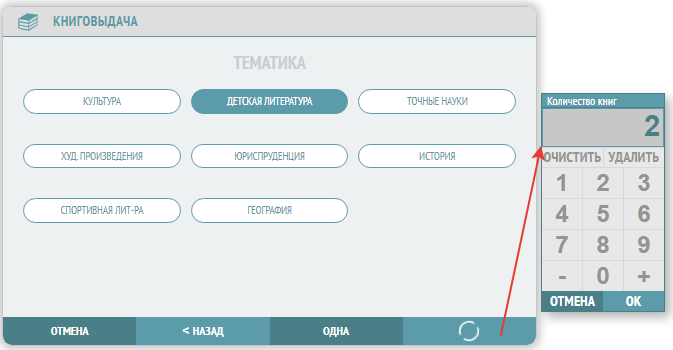 КНИГОВЫДАЧА
ТЕМАТИКА
КУЛЬТУРА
ДЕТСКАЯ ЛИТЕРАТУРА
ТОЧНЫЕ НАУКИ
ХУД. ПРОИЗВЕДЕНИЯ
ЮРИСПРУДЕНЦИЯ
ИСТОРИЯ
СПОРТИВНАЯ ЛИТ-РА
ГЕОГРАФИЯ
ОТМЕНА
< НАЗАД
ОДНА
Количество книг
2
ОЧИСТИТЬ УДАЛИТЬ
1 2 3
4 5 6
7 8 9
- 0 +
ОТМЕНА ОК